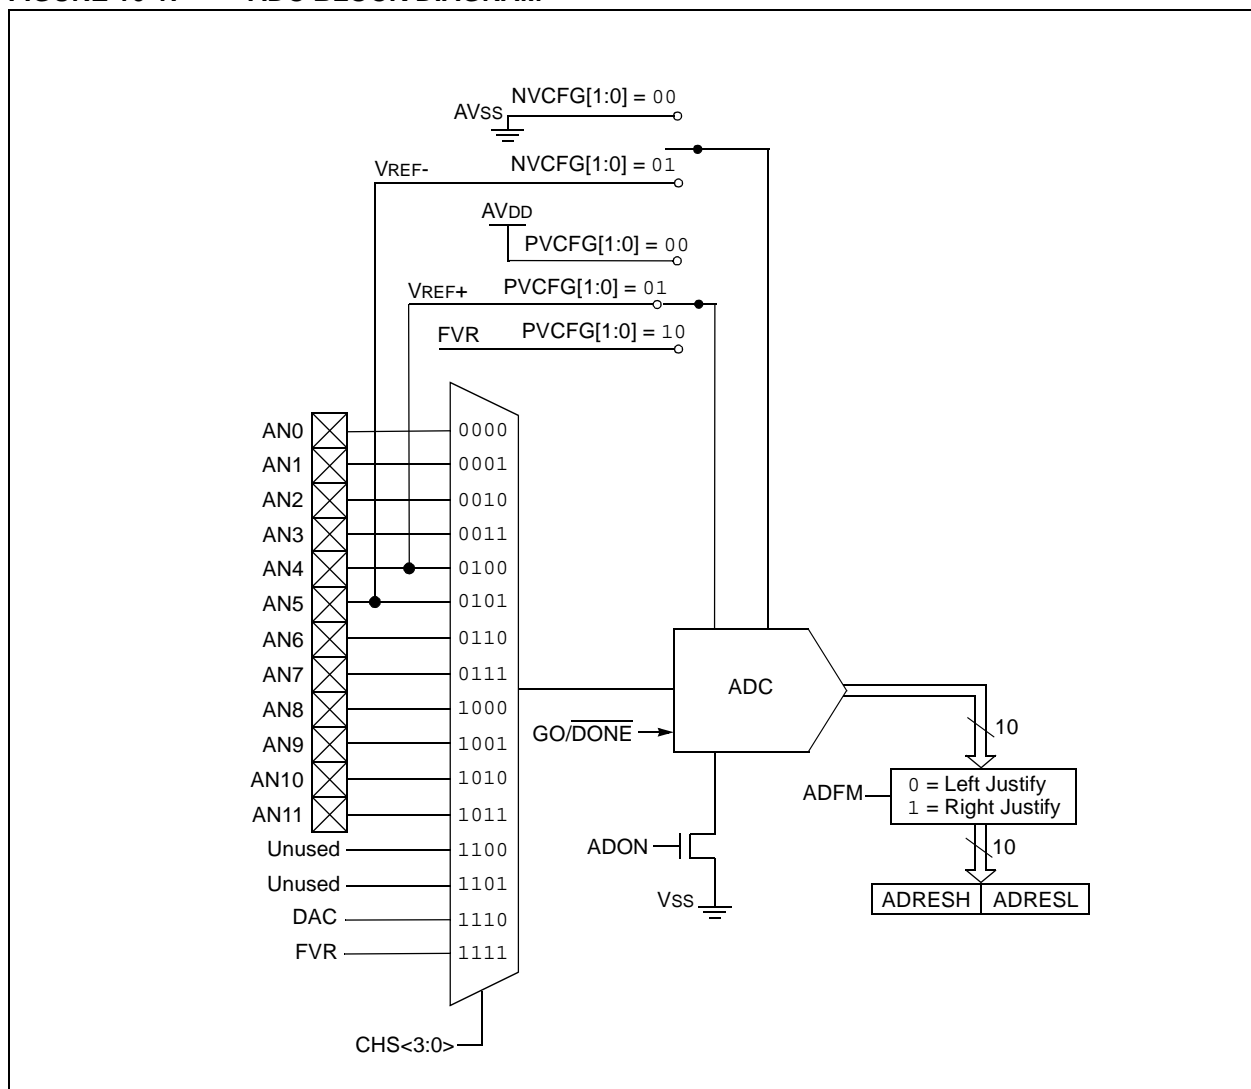 AVSS
NVCFG[1:0] = 00
VREF-
NVCFG[1:0] = 01
AVDD
PVCFG[1:0] = 00
VREF+
PVCFG[1:0] = 01
FVR
PVCFG[1:0] = 10
AN0
0000
AN1
0001
AN2
0010
AN3
0011
AN4
0100
AN5
0101
AN6
0110
AN7
0111
AN8
1000
AN9
1001
AN10
1010
AN11
1011
Unused
1100
Unused
1101
DAC
1110
FVR
1111
CHS<3:0>
ADC
GO/DONE
ADON
VSS
10
ADFM
0 = Left Justify
1 = Right Justify
10
ADRESH
ADRESL